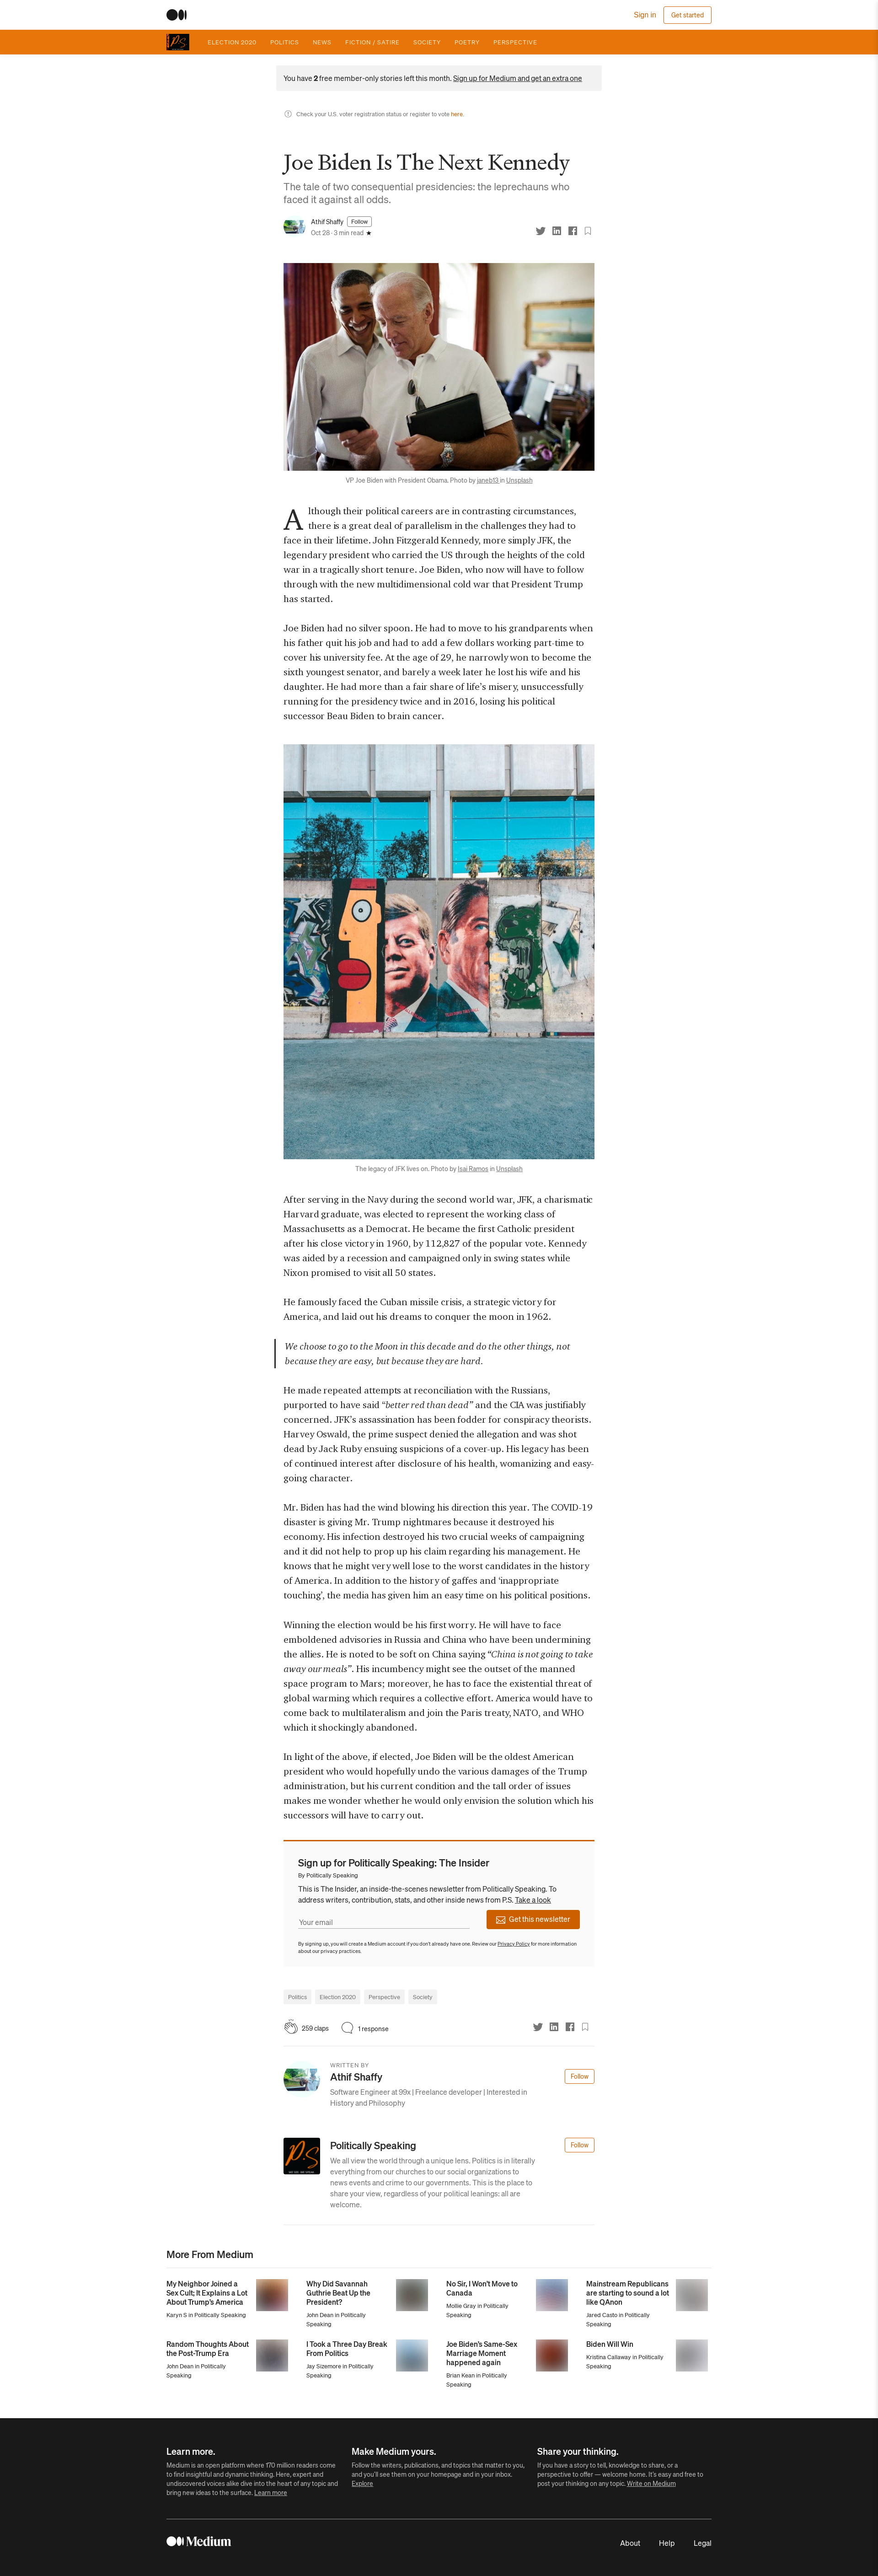 Sign in
Get started
ELECTION 2020
POLITICS
NEWS
FICTION / SATIRE
SOCIETY
POETRY
PERSPECTIVE
You have 2 free member-only stories left this month. Sign up for Medium and get an extra one
Check your U.S. voter registration status or register to vote here.
Joe Biden Is The Next Kennedy
The tale of two consequential presidencies: the leprechauns who
faced it against all odds.
Athif Shaffy
Follow
Oct 28 · 3 min read
VP Joe Biden with President Obama. Photo by janeb13 in Unsplash
Although their political careers are in contrasting circumstances,
there is a great deal of parallelism in the challenges they had to
face in their lifetime. John Fitzgerald Kennedy, more simply JFK, the
legendary president who carried the US through the heights of the cold
war in a tragically short tenure. Joe Biden, who now will have to follow
through with the new multidimensional cold war that President Trump
has started.
Joe Biden had no silver spoon. He had to move to his grandparents when
his father quit his job and had to add a few dollars working part-time to
cover his university fee. At the age of 29, he narrowly won to become the
sixth youngest senator, and barely a week later he lost his wife and his
daughter. He had more than a fair share of life's misery, unsuccessfully
running for the presidency twice and in 2016, losing his political
successor Beau Biden to brain cancer.
The legacy of JFK lives on. Photo by Isai Ramos in Unsplash
After serving in the Navy during the second world war, JFK, a charismatic
Harvard graduate, was elected to represent the working class of
Massachusetts as a Democrat. He became the first Catholic president
after his close victory in 1960, by 112,827 of the popular vote. Kennedy
was aided by a recession and campaigned only in swing states while
Nixon promised to visit all 50 states.
He famously faced the Cuban missile crisis, a strategic victory for
America, and laid out his dreams to conquer the moon in 1962.
We choose to go to the Moon in this decade and do the other things, not
because they are easy, but because they are hard.
He made repeated attempts at reconciliation with the Russians,
purported to have said "better red than dead" and the CIA was justifiably
concerned. JFK's assassination has been fodder for conspiracy theorists.
Harvey Oswald, the prime suspect denied the allegation and was shot
dead by Jack Ruby ensuing suspicions of a cover-up. His legacy has been
of continued interest after disclosure of his health, womanizing and easy-
going character.
Mr. Biden has had the wind blowing his direction this year. The COVID-19
disaster is giving Mr. Trump nightmares because it destroyed his
economy. His infection destroyed his two crucial weeks of campaigning
and it did not help to prop up his claim regarding his management. He
knows that he might very well lose to the worst candidates in the history
of America. In addition to the history of gaffes and 'inappropriate
touching', the media has given him an easy time on his political positions.
Winning the election would be his first worry. He will have to face
emboldened advisories in Russia and China who have been undermining
the allies. He is noted to be soft on China saying "China is not going to take
away our meals". His incumbency might see the outset of the manned
space program to Mars; moreover, he has to face the existential threat of
global warming which requires a collective effort. America would have to
come back to multilateralism and join the Paris treaty, NATO, and WHO
which it shockingly abandoned.
In light of the above, if elected, Joe Biden will be the oldest American
president who would hopefully undo the various damages of the Trump
administration, but his current condition and the tall order of issues
makes me wonder whether he would only envision the solution which his
successors will have to carry out.
Sign up for Politically Speaking: The Insider
By Politically Speaking
This is The Insider, an inside-the-scenes newsletter from Politically Speaking. To
address writers, contribution, stats, and other inside news from P.S. Take a look
Your email
Get this newsletter
By signing up, you will create a Medium account if you don't already have one. Review our Privacy Policy for more information
about our privacy practices.
Politics
Election 2020
Perspective
Society
259 claps
1 response
WRITTEN BY
Athif Shaffy
Follow
Software Engineer at 99x | Freelance developer | Interested in
History and Philosophy
P.S
Politically Speaking
Follow
We all view the world through a unique lens. Politics is in literally
everything from our churches to our social organizations to
news events and crime to our governments. This is the place to
share your view, regardless of your political leanings: all are
welcome.
More From Medium
My Neighbor Joined a
Sex Cult; It Explains a Lot
About Trump's America
Karyn S in Politically Speaking
Why Did Savannah
Guthrie Beat Up the
President?
John Dean in Politically
Speaking
No Sir, I Won't Move to
Canada
Mollie Gray in Politically
Speaking
Mainstream Republicans
are starting to sound a lot
like QAnon
Jared Casto in Politically
Speaking
Random Thoughts About
the Post-Trump Era
John Dean in Politically
Speaking
I Took a Three Day Break
From Politics
Jay Sizemore in Politically
Speaking
Joe Biden's Same-Sex
Marriage Moment
happened again
Brian Kean in Politically
Speaking
Biden Will Win
Kristina Callaway in Politically
Speaking
Learn more.
Medium is an open platform where 170 million readers come
to find insightful and dynamic thinking. Here, expert and
undiscovered voices alike dive into the heart of any topic and
bring new ideas to the surface. Learn more
Make Medium yours.
Follow the writers, publications, and topics that matter to you,
and you'll see them on your homepage and in your inbox.
Explore
Share your thinking.
If you have a story to tell, knowledge to share, or a
perspective to offer — welcome home. It's easy and free to
post your thinking on any topic. Write on Medium
Medium
About
Help
Legal